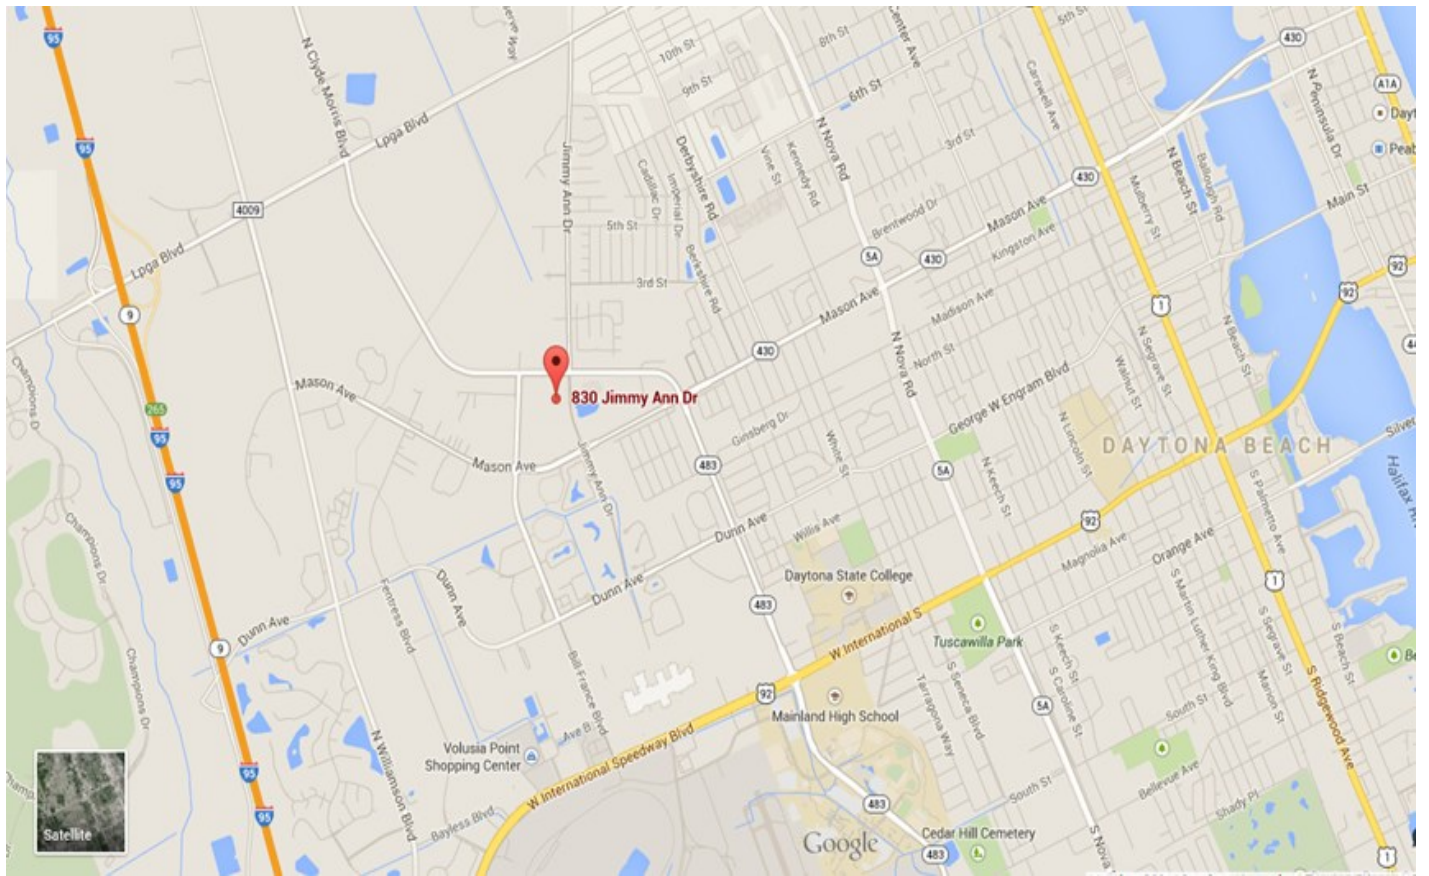 95
430
5th St
N Clyde Morris Blvd
10th St
8th St
Center Ave
9th St
6th St
Carswell Ave
N Peninsula Dr
A1A
95
Lpga Blvd
Jimmy Ann Dr
Derbyshire Rd
Vine St
Kennedy Rd
N Nova Rd
3rd St
430
N Beach St
Ballough Rd
Main St
4009
Cadillac Dr
Imperial Dr
5th St
Brentwood Dr
Mason Ave
Kingston Ave
Mulberry St
Lpga Blvd
5A
430
92
3rd St
Berkshire Rd
Mason Ave
Madison Ave
1
92
9
430
N Nova Rd
North St
N Segrave St
N Beach St
Champions D
Mason Ave
830 Jimmy Ann Dr
George W Engram Blvd
Walnut St
265
95
Ginsberg Dr
White St
N Lincoln St
DAYTONA BEACH
Silver
Mason Ave
Jimmy Ann Dr
483
5A
N Keech St
S Palmetto Ave
95
Champions Dr
Dunn Ave
Willis Ave
92
Magnolia Ave
Orange Ave
Dunn Ave
Fentress Blvd
Dunn Ave
Daytona State College
483
1
S Martin Luther King Blvd
S Segrave St
S Beach St
Dunn Ave
9
W International S
Tuscawilla Park
S Keech St
S Caroline St
Champions Dr
Bill France Blvd
92
Mainland High School
Tarragona Way
S Seneca Blvd
5A
South St
Marion St
S Ridgewood Ave
N Williamson Blvd
Volusia Point
Shopping Center
Ave B
W International Speedway Blvd
95
Bellevue Ave
South St
Shady Pl
95
Bayless Blvd
483
Satellite
Google
Cedar Hill Cemetery
483
S Nova
1